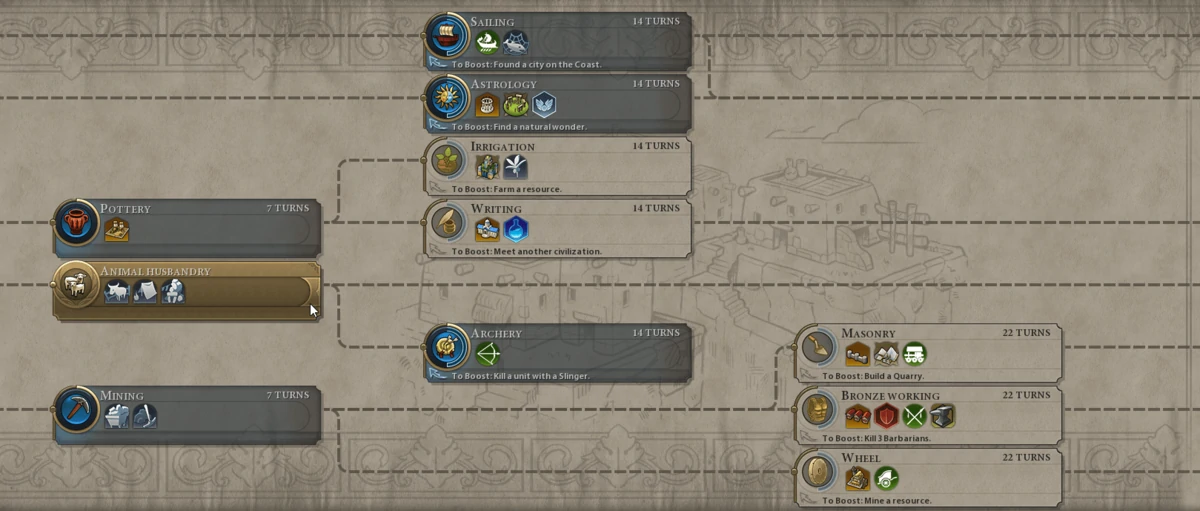 SAILING 14 TURNS
To Boost: Found a city on the Coast.
ASTROLOGY 14 TURNS
To Boost: Find a natural wonder.
IRRIGATION 14 TURNS
To Boost: Farm a resource.
POTTERY 7 TURNS
WRITING 14 TURNS
To Boost: Meet another civilization.
ANIMAL HUSBANDRY
ARCHERY 14 TURNS
To Boost: Kill a unit with a Slinger.
MASONRY 22 TURNS
To Boost: Build a Quarry.
MINING 7 TURNS
BRONZE WORKING 22 TURNS
To Boost: Kill 3 Barbarians.
WHEEL 22 TURNS
To Boost: Mine a resource.